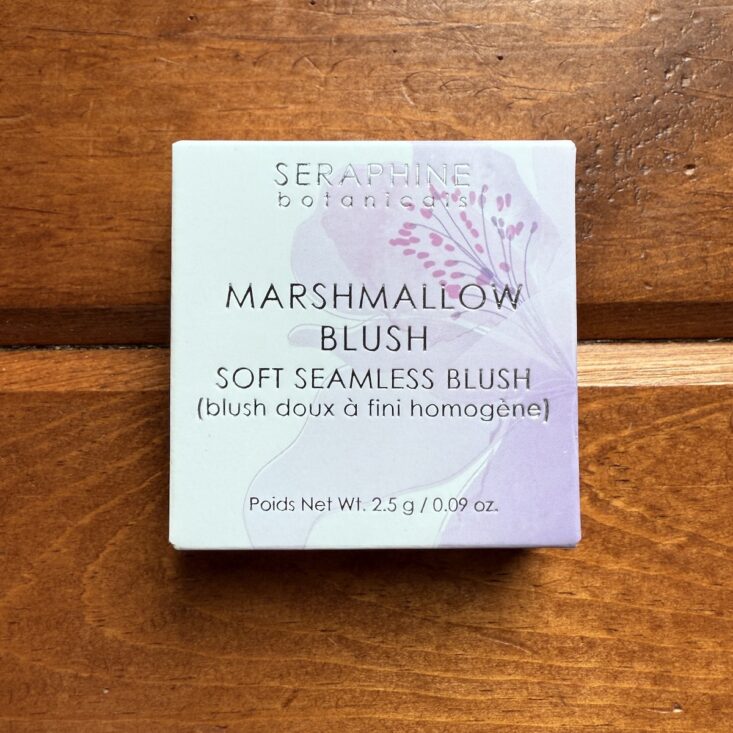 SERAPHINE
botanicals
MARSHMALLOW
BLUSH
SOFT SEAMLESS BLUSH
(blush doux à fini homogène)
Poids Net Wt. 2.5 g / 0.09 oz.